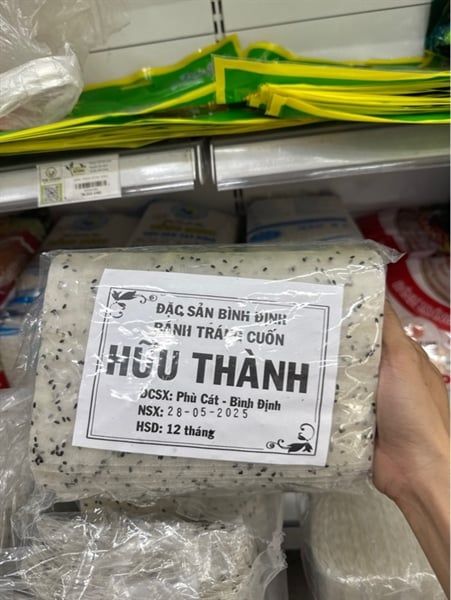 ĐẶC SẢN BÌNH ĐỊNH
BÁNH TRÁNG CUỐN
HỮU THÀNH
ĐCSX: Phù Cát - Bình Định
NSX: 28-05-2025
HSD: 12 tháng